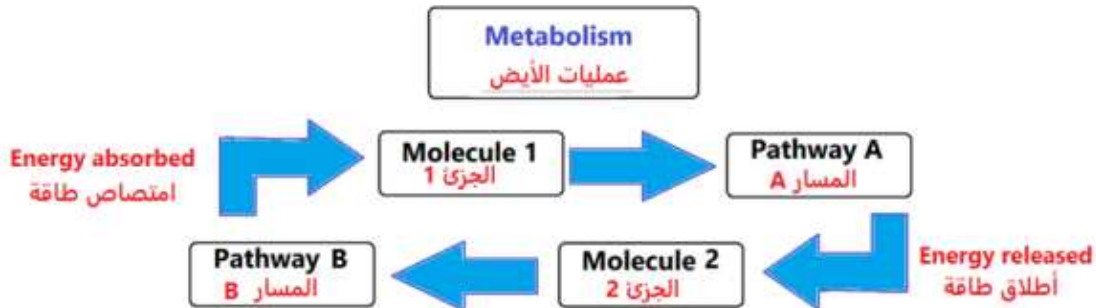 Metabolism
عمليات الأيض
Energy absorbed
امتصاص طاقة
Molecule 1
الجزئ 1
Pathway A
المسار A
Energy released
أطلاق طاقة
Molecule 2
الجزئ 2
Pathway B
المسار B